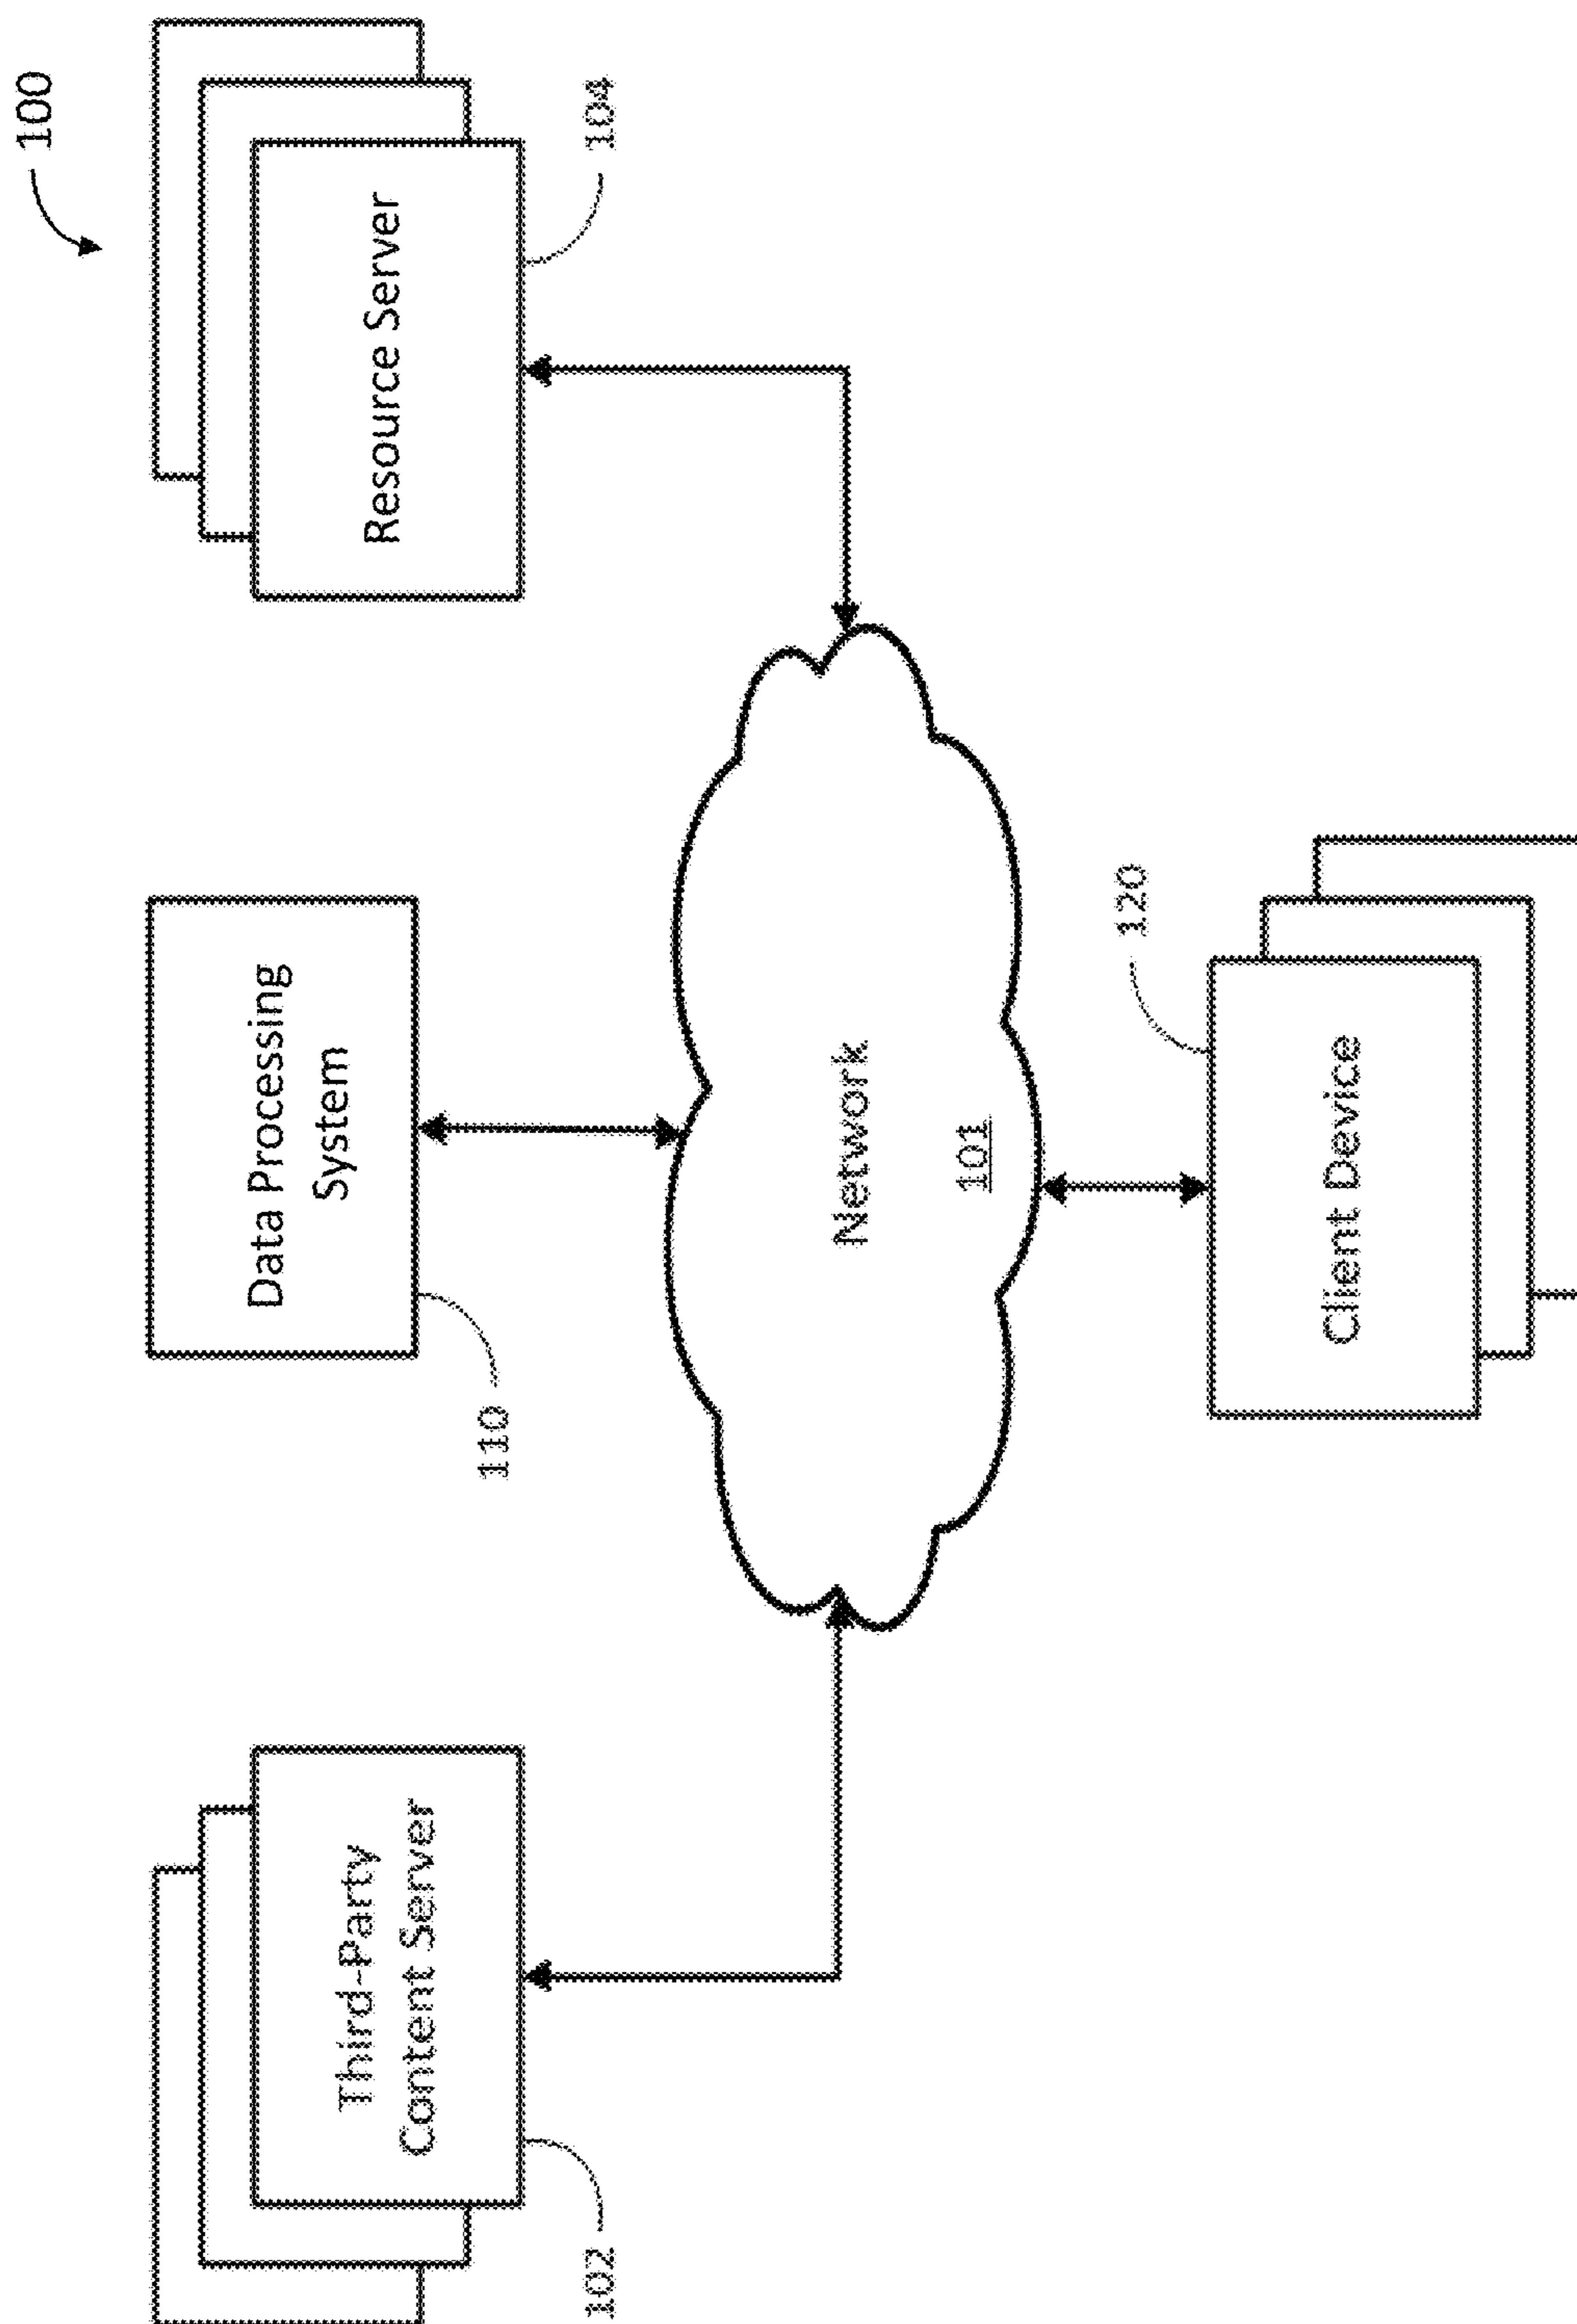 100
Third-Party
Content Server
102
Data Processing
System
110
Resource Server
104
Network
101
120
Client Device